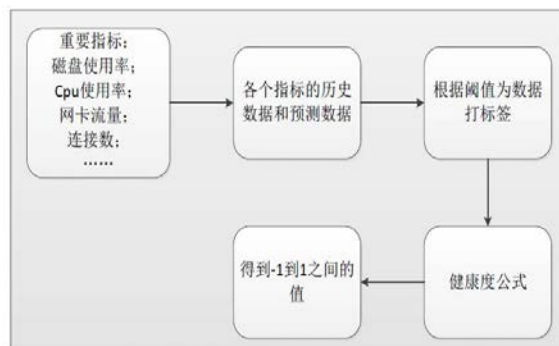 重要指标：
磁盘使用率；
Cpu使用率；
网卡流量；
连接数；
……
各个指标的历史
数据和预测数据
根据阈值为数据
打标签
健康度公式
得到-1到1之间的
值